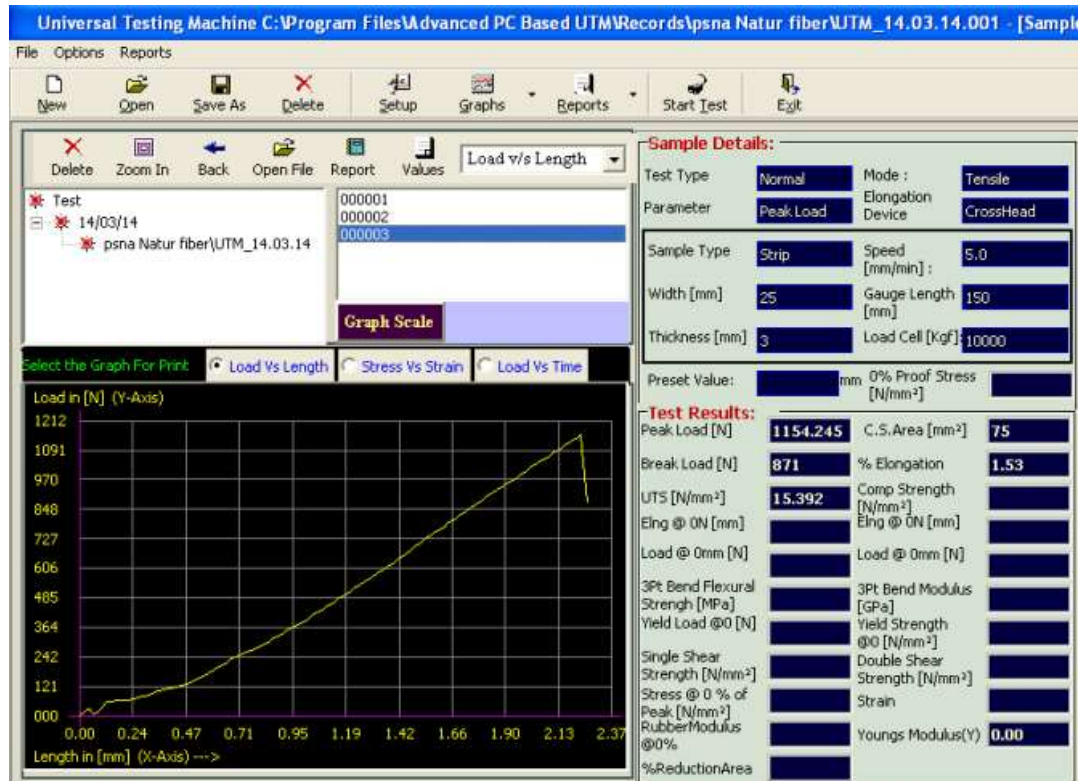 Universal Testing Machine C:\Program Files\Advanced PC Based UTM\Records\psna Natur fiber\UTM_14.03.14.001 - [Sampl
File Options Reports
New Open Save As Delete Setup Graphs Reports Start Test Exit
Delete Zoom In Back Open File Report Values Load v/s Length
Test
14/03/14
psna Natur fiber\UTM_14.03.14
000001
000002
000003
Graph Scale
Select the Graph For Print Load Vs Length Stress Vs Strain Load Vs Time
Load in [N] (Y-Axis)
1212
1091
970
848
727
606
485
364
242
121
000
0.00 0.24 0.47 0.71 0.95 1.19 1.42 1.66 1.90 2.13 2.37
Length in [mm] (X-Axis) --->
Sample Details:
Test Type Normal Mode : Tensile
Parameter Peak Load Elongation Device CrossHead
Sample Type Strip Speed [mm/min] : 5.0
Width [mm] 25 Gauge Length [mm] 150
Thickness [mm] 3 Load Cell [Kgf]: 10000
Preset Value: mm 0% Proof Stress [N/mm²]
Test Results:
Peak Load [N] 1154.245 C.S.Area [mm²] 75
Break Load [N] 871 % Elongation 1.53
UTS [N/mm²] 15.392 Comp Strength [N/mm²]
Elng @ 0N [mm] Elng @ 0N [mm]
Load @ 0mm [N] Load @ 0mm [N]
3Pt Bend Flexural Strengh [MPa] 3Pt Bend Modulus [GPa]
Yield Load @0 [N] Yield Strength @0 [N/mm²]
Single Shear Strength [N/mm²] Double Shear Strength [N/mm²]
Stress @ 0 % of Peak [N/mm²] Strain
RubberModulus @0% Youngs Modulus(Y) 0.00
%ReductionArea